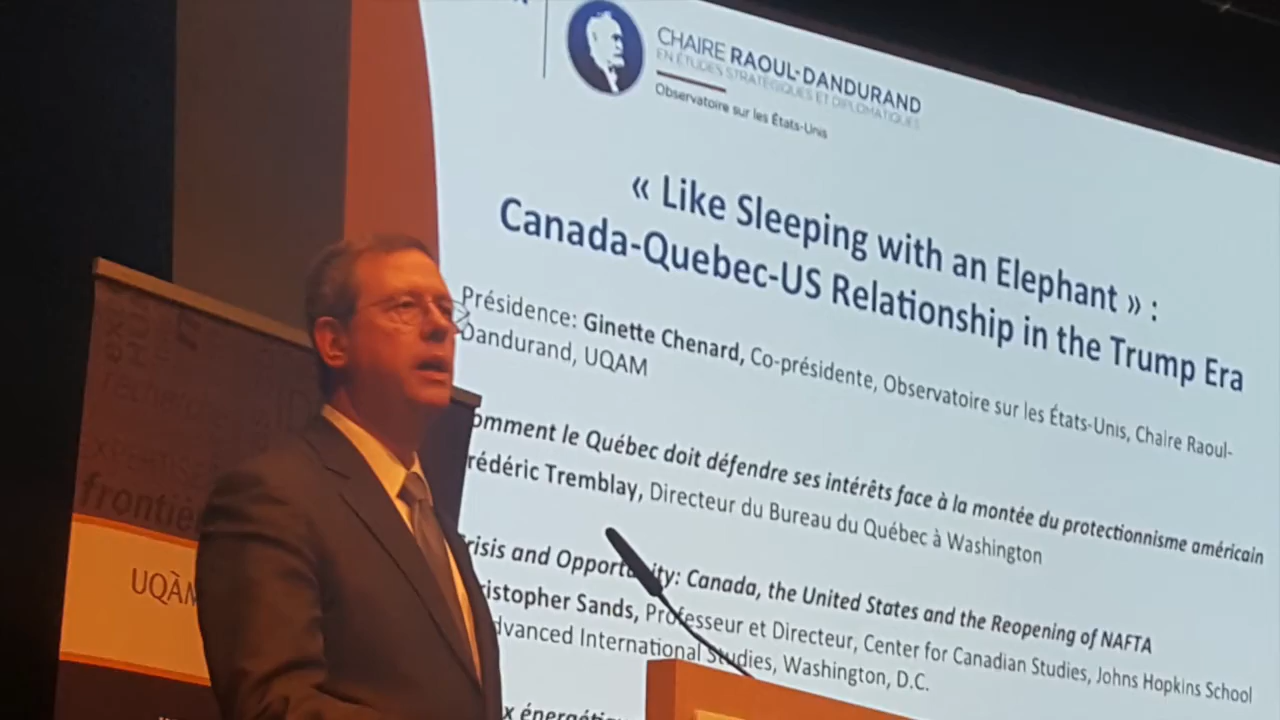 CHAIRE RAOUL-DANDURAND
EN ÉTUDES STRATÉGIQUES ET DIPLOMATIQUES
Observatoire sur les États-Unis
« Like Sleeping with an Elephant » :
Canada-Quebec-US Relationship in the Trump Era
Présidence: Ginette Chenard, Co-présidente, Observatoire sur les États-Unis, Chaire Raoul-
Dandurand, UQAM
omment le Québec doit défendre ses intérêts face à la montée du protectionnisme américain
rédéric Tremblay, Directeur du Bureau du Québec à Washington
risis and Opportunity: Canada, the United States and the Reopening of NAFTA
ristopher Sands, Professeur et Directeur, Center for Canadian Studies, Johns Hopkins School
dvanced International Studies, Washington, D.C.
recherche
EXPERTISE
frontiè
UQÀM